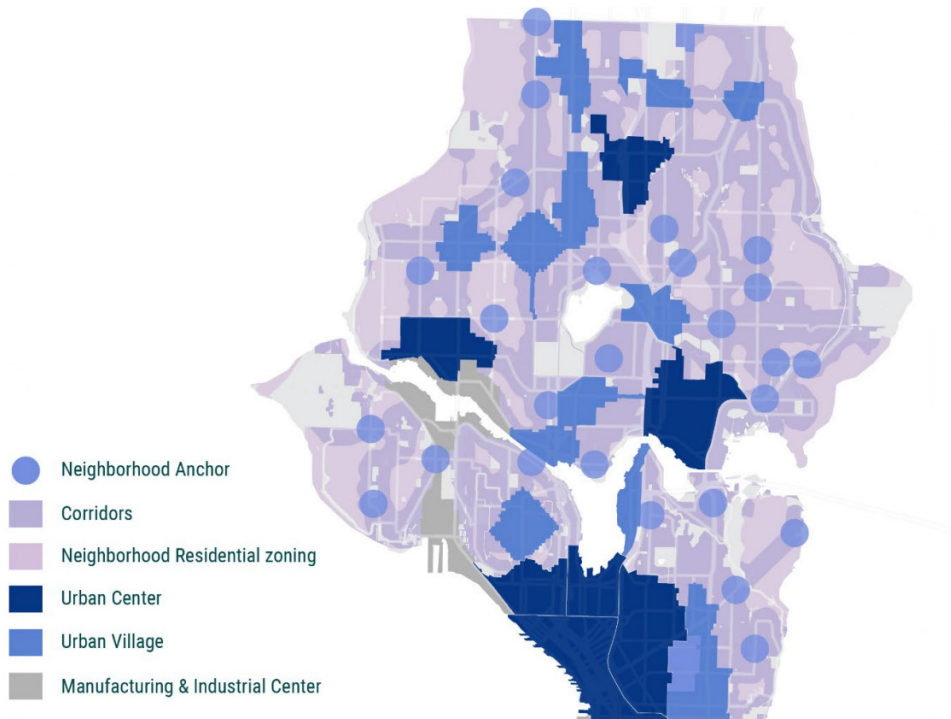 Neighborhood Anchor
Corridors
Neighborhood Residential zoning
Urban Center
Urban Village
Manufacturing & Industrial Center